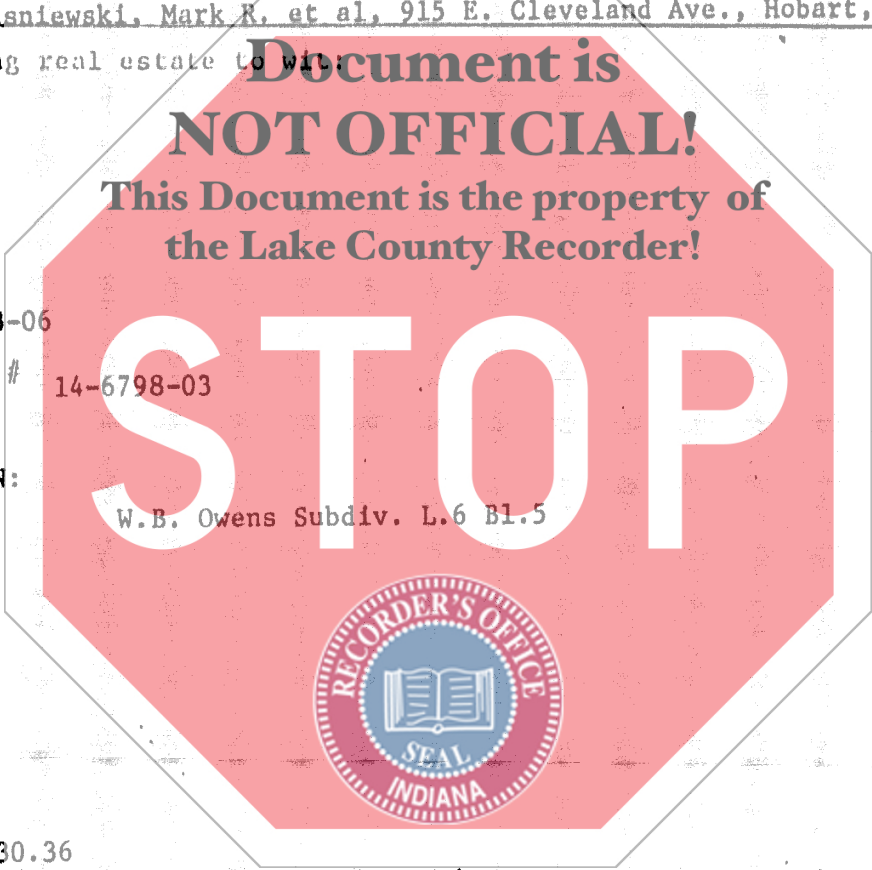 sniewski, Mark R. et al, 915 E. Cleveland Ave., Hobart,
g real estate to wit:
Document is
NOT OFFICIAL!
This Document is the property of
the Lake County Recorder!
-06
#
14-6798-03
STOP
:
W.B. Owens Subdiv. L.6 Bl.5
RECORDER'S OFFICE
SEAL
INDIANA
30.36